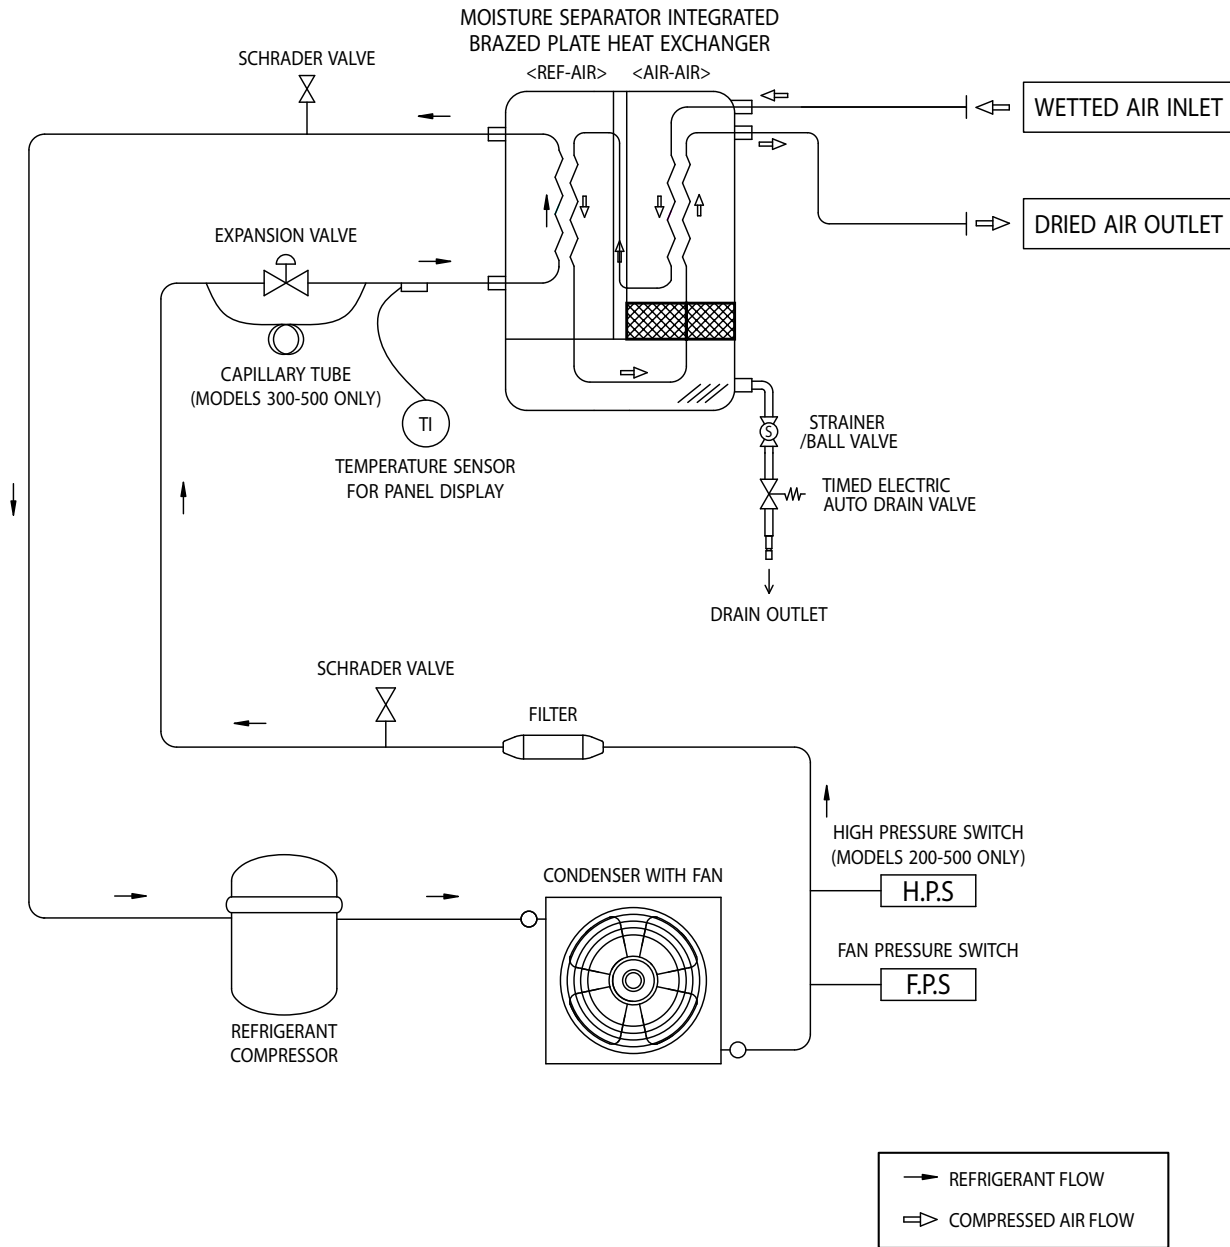 MOISTURE SEPARATOR INTEGRATED
BRAZED PLATE HEAT EXCHANGER
<REF-AIR> <AIR-AIR>
SCHRADER VALVE
WETTED AIR INLET
DRIED AIR OUTLET
EXPANSION VALVE
CAPILLARY TUBE
(MODELS 300-500 ONLY)
TI
TEMPERATURE SENSOR
FOR PANEL DISPLAY
S
STRAINER
/BALL VALVE
TIMED ELECTRIC
AUTO DRAIN VALVE
DRAIN OUTLET
SCHRADER VALVE
FILTER
HIGH PRESSURE SWITCH
(MODELS 200-500 ONLY)
H.P.S
CONDENSER WITH FAN
FAN PRESSURE SWITCH
F.P.S
REFRIGERANT
COMPRESSOR
REFRIGERANT FLOW
COMPRESSED AIR FLOW